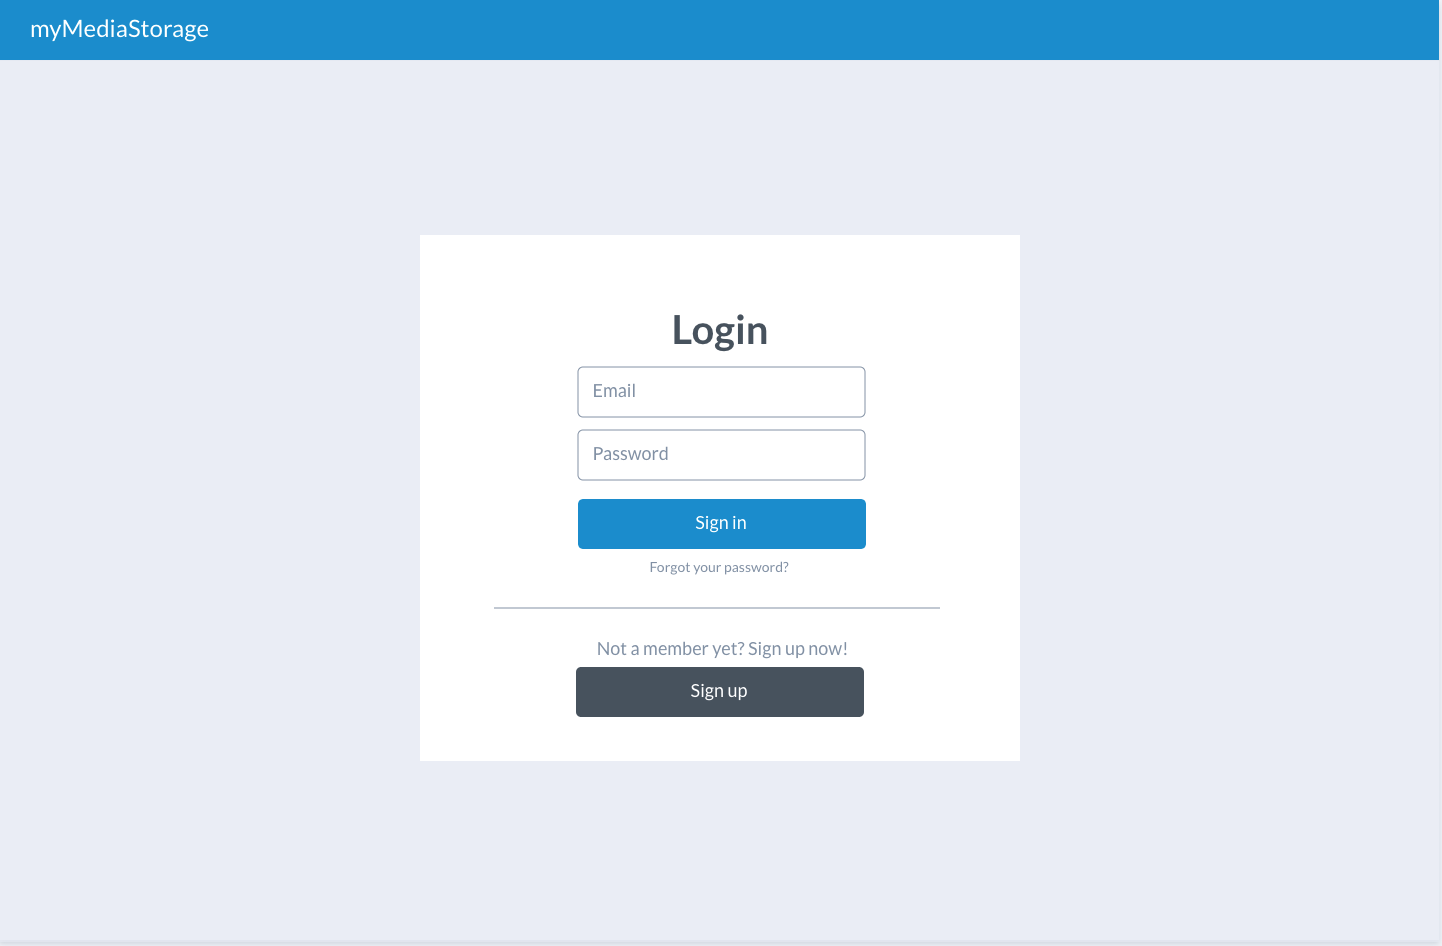 myMediaStorage
Login
Email
Password
Sign in
Forgot your password?
Not a member yet? Sign up now!
Sign up